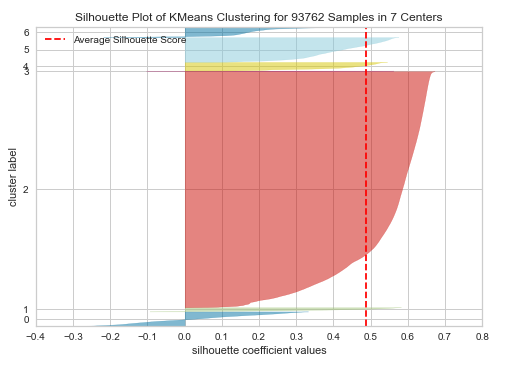 Silhouette Plot of KMeans Clustering for 93762 Samples in 7 Centers
Average Silhouette Score
6
5
4
3
2
1
0
cluster label
−0.4 −0.3 −0.2 −0.1 0.0 0.1 0.2 0.3 0.4 0.5 0.6 0.7 0.8
silhouette coefficient values